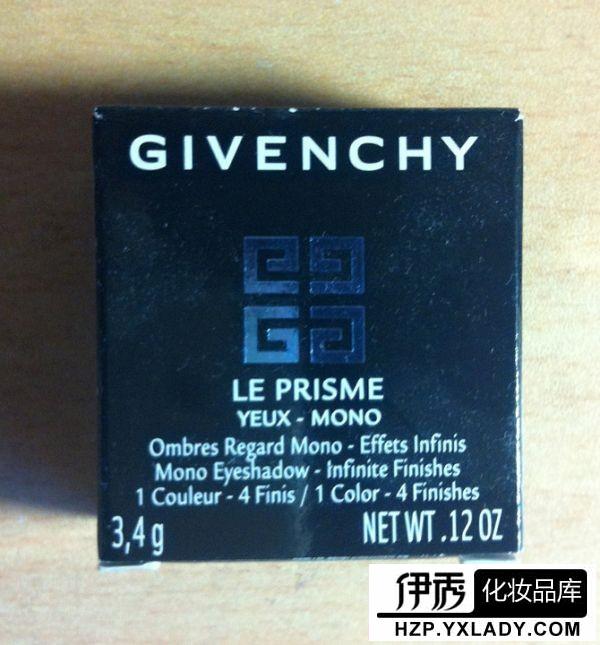 GIVENCHY
LE PRISME
YEUX - MONO
Ombres Regard Mono - Effets Infinis
Mono Eyeshadow - Infinite Finishes
1 Couleur - 4 Finis / 1 Color - 4 Finishes
3,4 g NET WT .12 OZ
伊秀 化妆品库
HZP.YXLADY.COM